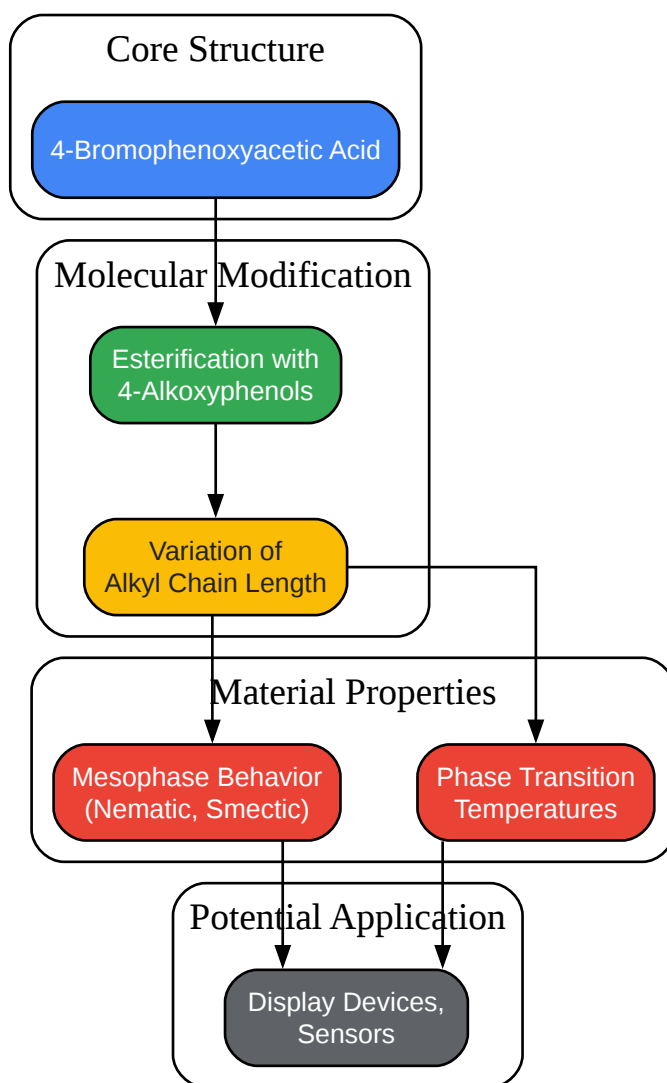 Core Structure
4-Bromophenoxyacetic Acid
Molecular Modification
Esterification with
4-Alkoxyphenols
Variation of
Alkyl Chain Length
Material Properties
Mesophase Behavior
(Nematic, Smectic)
Phase Transition
Temperatures
Potential Application
Display Devices,
Sensors